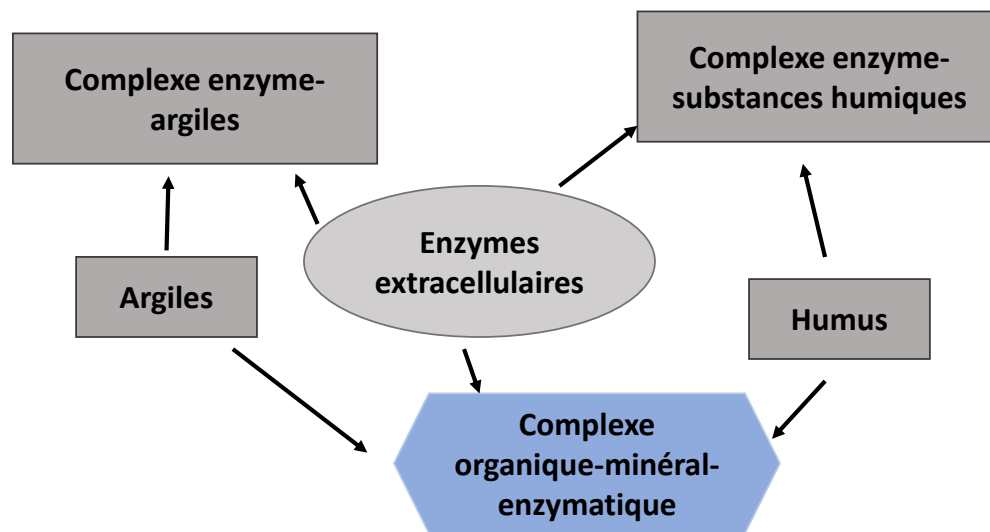 Complexe enzyme-
argiles
Complexe enzyme-
substances humiques
Enzymes
extracellulaires
Argiles
Humus
Complexe
organique-minéral-
enzymatique